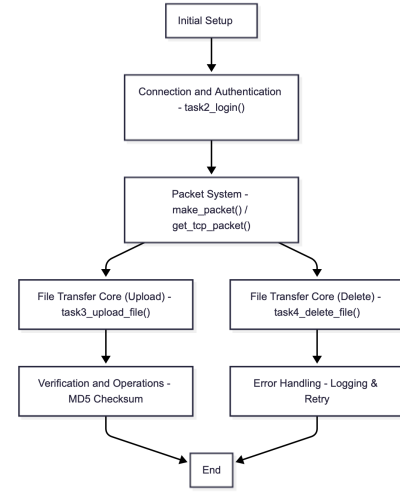 Initial Setup
Connection and Authentication
- task2_login()
Packet System -
make_packet() /
get_tcp_packet()
File Transfer Core (Upload) -
task3_upload_file()
File Transfer Core (Delete) -
task4_delete_file()
Verification and Operations -
MD5 Checksum
Error Handling - Logging &
Retry
End